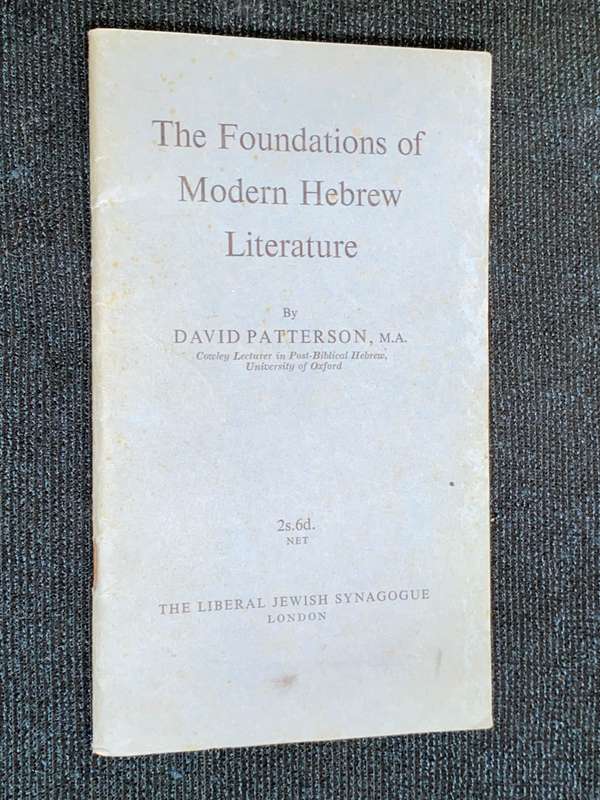 The Foundations of
Modern Hebrew
Literature
By
DAVID PATTERSON, M.A.
Cowley Lecturer in Post-Biblical Hebrew,
University of Oxford
2s.6d.
NET
THE LIBERAL JEWISH SYNAGOGUE
LONDON